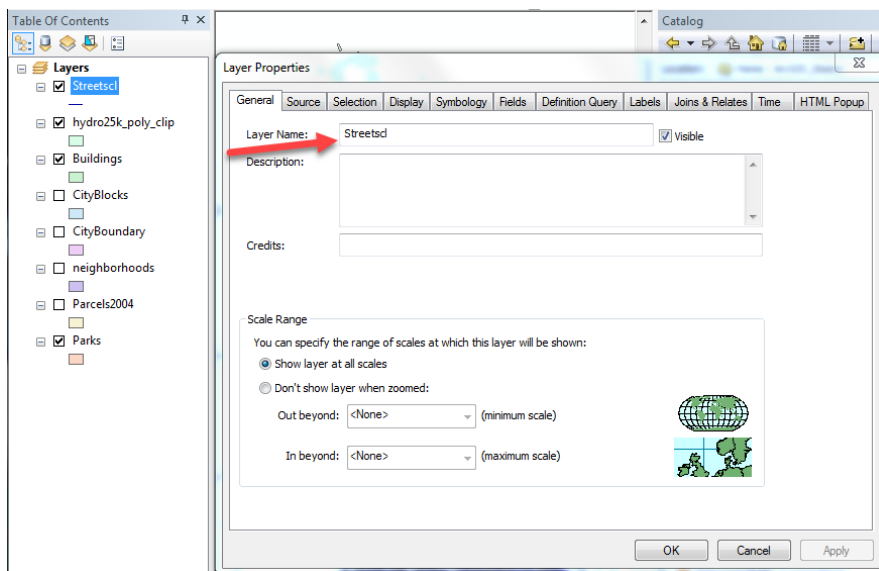 Table Of Contents
Layers
Streetscl
hydro25k_poly_clip
Buildings
CityBlocks
CityBoundary
neighborhoods
Parcels2004
Parks
Catalog
Layer Properties
General Source Selection Display Symbology Fields Definition Query Labels Joins & Relates Time HTML Popup
Layer Name: Streetscl Visible
Description:
Credits:
Scale Range
You can specify the range of scales at which this layer will be shown:
Show layer at all scales
Don't show layer when zoomed:
Out beyond: <None> (minimum scale)
In beyond: <None> (maximum scale)
OK Cancel Apply